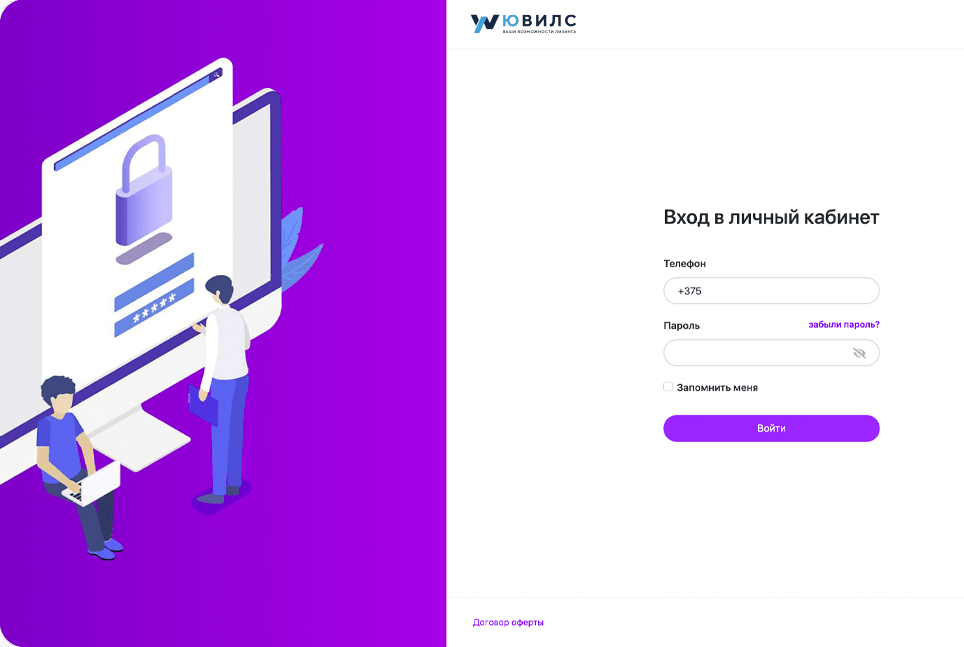 ЮВИЛС
ВАШИ ВОЗМОЖНОСТИ ЛИЗИНГА
Вход в личный кабинет
Телефон
+375
Пароль забыли пароль?
Запомнить меня
Войти
*****
Договор оферты